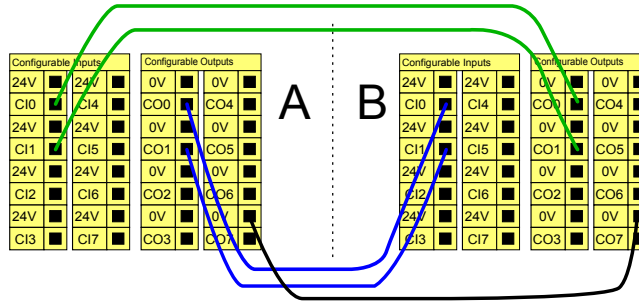 Configurable Inputs Configurable Outputs Configurable Inputs Configurable Outputs
24V 24V 0V 0V A B 24V 24V 0V 0V
CI0 CI4 CO0 CO4 CI0 CI4 CO0 CO4
24V 24V 0V 0V 24V 24V 0V 0V
CI1 CI5 CO1 CO5 CI1 CI5 CO1 CO5
24V 24V 0V 0V 24V 24V 0V 0V
CI2 CI6 CO2 CO6 CI2 CI6 CO2 CO6
24V 24V 0V 0V 24V 24V 0V 0V
CI3 CI7 CO3 CO7 CI3 CI7 CO3 CO7